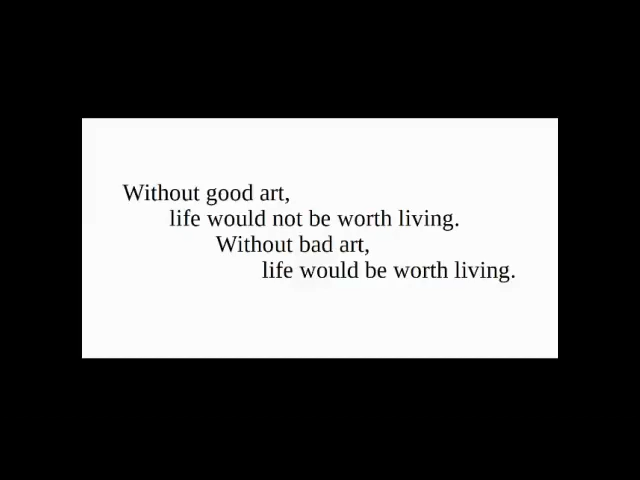 Without good art,
life would not be worth living.
Without bad art,
life would be worth living.